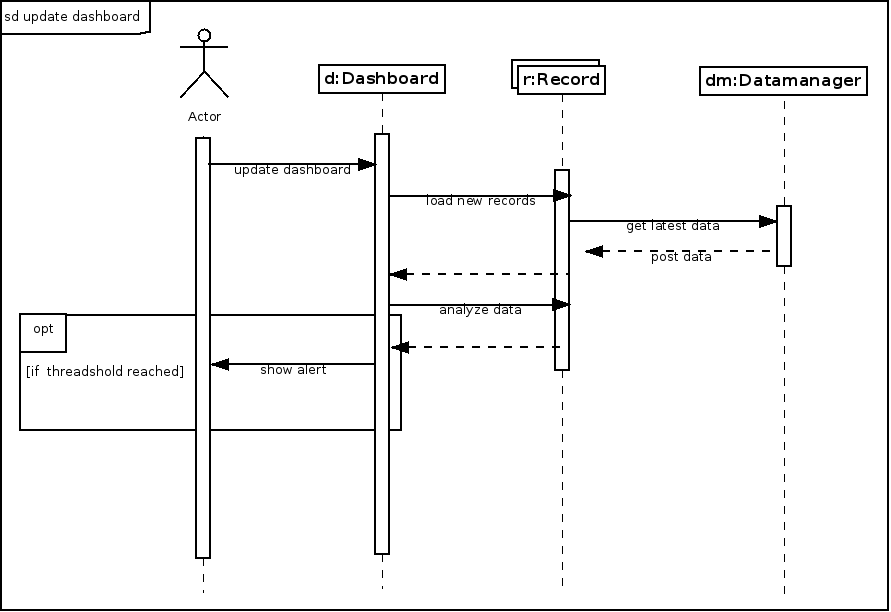 sd update dashboard
Actor
d:Dashboard
r:Record
dm:Datamanager
update dashboard
load new records
get latest data
post data
analyze data
opt
[if threadshold reached]
show alert